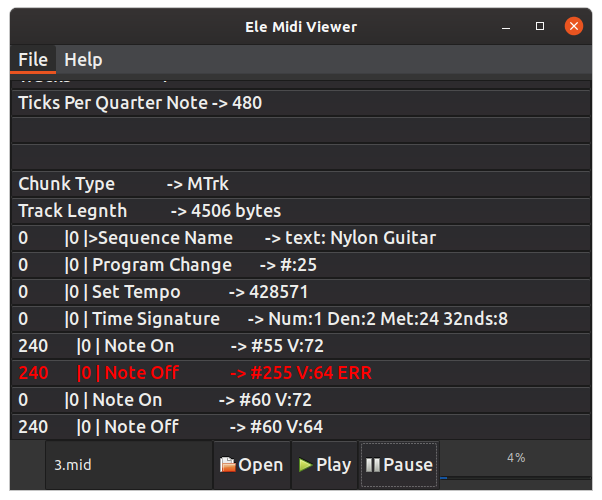 Ele Midi Viewer
File Help
Ticks Per Quarter Note -> 480
Chunk Type -> MTrk
Track Legnth -> 4506 bytes
0 |0 |>Sequence Name -> text: Nylon Guitar
0 |0 | Program Change -> #:25
0 |0 | Set Tempo -> 428571
0 |0 | Time Signature -> Num:1 Den:2 Met:24 32nds:8
240 |0 | Note On -> #55 V:72
240 |0 | Note Off -> #255 V:64 ERR
0 |0 | Note On -> #60 V:72
240 |0 | Note Off -> #60 V:64
3.mid Open Play Pause 4%